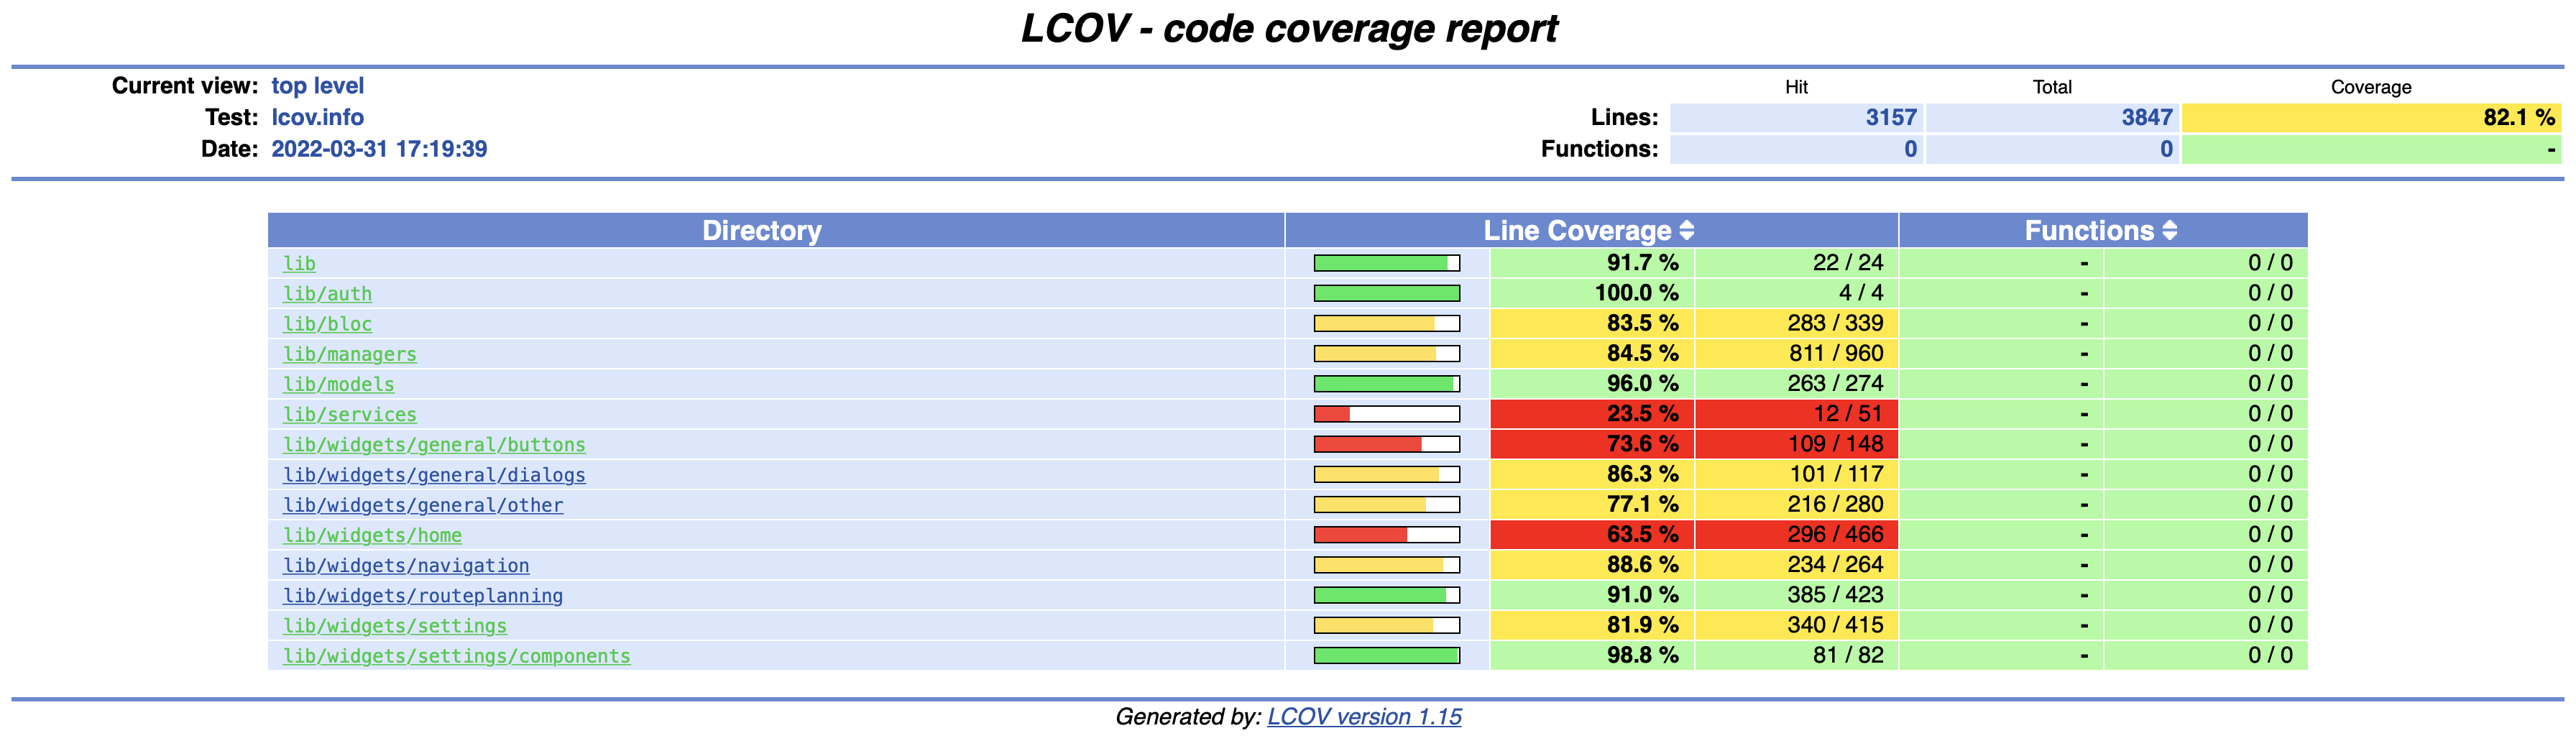 LCOV - code coverage report
Current view: top level
Hit Total Coverage
Test: lcov.info
Lines: 3157 3847 82.1 %
Date: 2022-03-31 17:19:39
Functions: 0 0 -
Directory Line Coverage Functions
lib 91.7 % 22 / 24 - 0 / 0
lib/auth 100.0 % 4 / 4 - 0 / 0
lib/bloc 83.5 % 283 / 339 - 0 / 0
lib/managers 84.5 % 811 / 960 - 0 / 0
lib/models 96.0 % 263 / 274 - 0 / 0
lib/services 23.5 % 12 / 51 - 0 / 0
lib/widgets/general/buttons 73.6 % 109 / 148 - 0 / 0
lib/widgets/general/dialogs 86.3 % 101 / 117 - 0 / 0
lib/widgets/general/other 77.1 % 216 / 280 - 0 / 0
lib/widgets/home 63.5 % 296 / 466 - 0 / 0
lib/widgets/navigation 88.6 % 234 / 264 - 0 / 0
lib/widgets/routeplanning 91.0 % 385 / 423 - 0 / 0
lib/widgets/settings 81.9 % 340 / 415 - 0 / 0
lib/widgets/settings/components 98.8 % 81 / 82 - 0 / 0
Generated by: LCOV version 1.15